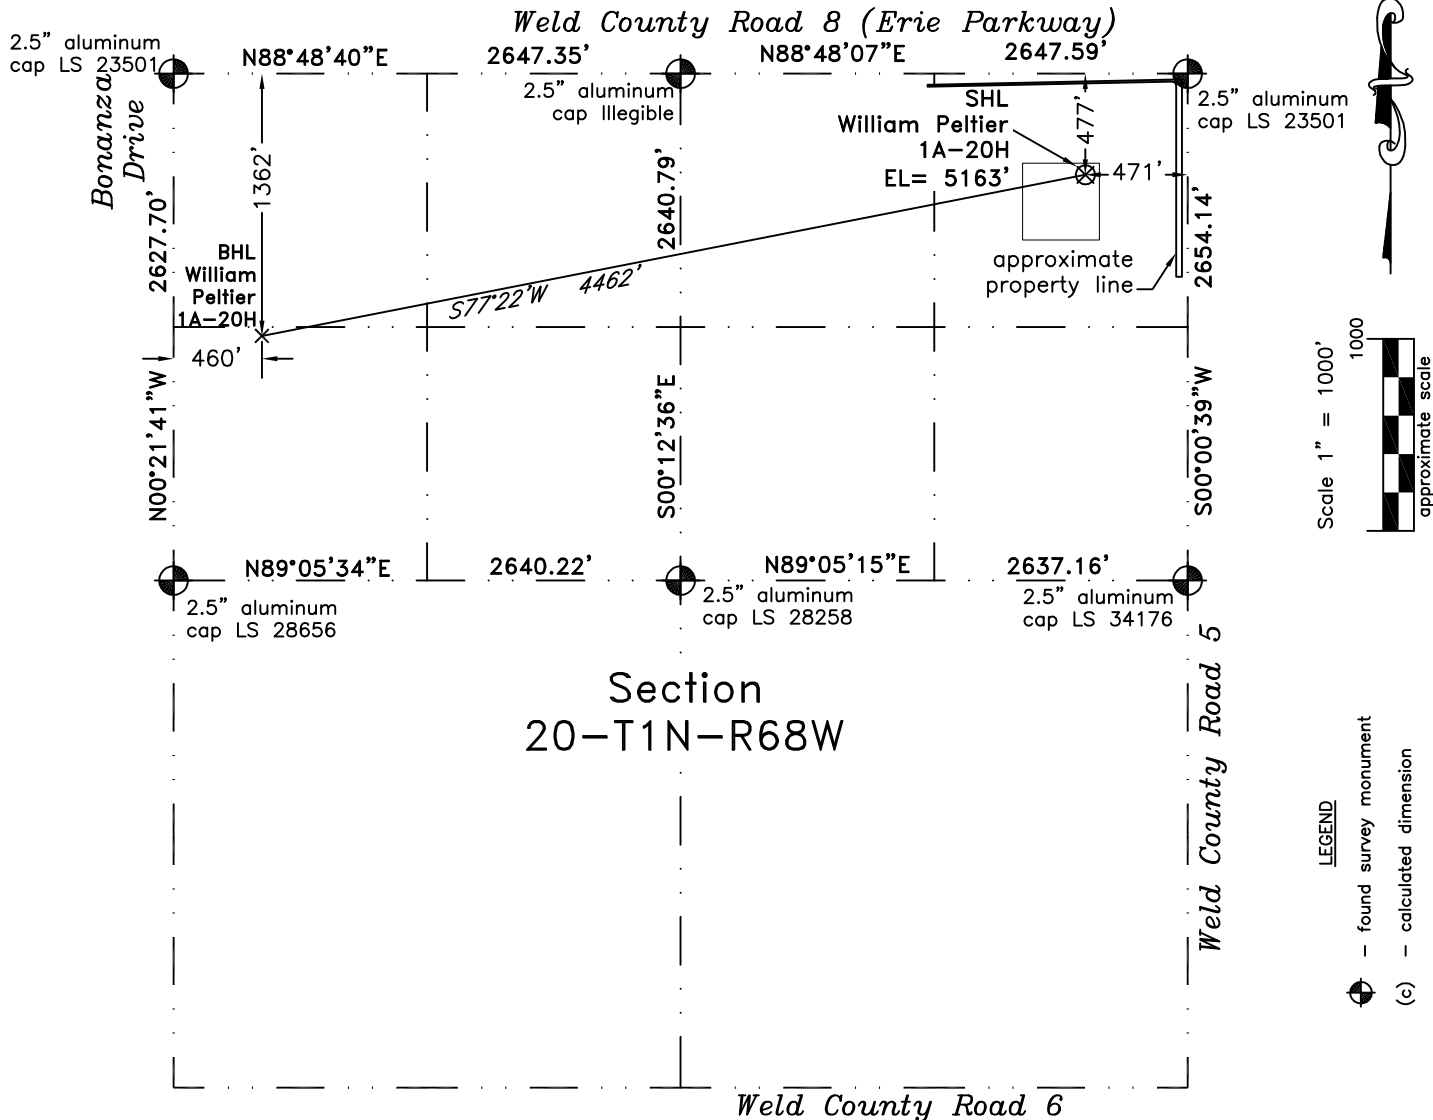 Weld County Road 8 (Erie Parkway)
2.5" aluminum
cap LS 23501
N88°48'40"E
2647.35'
N88°48'07"E
2647.59'
Bonanza
Drive
2.5" aluminum
cap Illegible
2.5" aluminum
cap LS 23501
SHL
William Peltier
1A-20H
EL= 5163'
477'
471'
1362'
2627.70'
2640.79'
2654.14'
BHL
William
Peltier
1A-20H
S77°22'W 4462'
approximate
property line
460'
N00°21'41"W
S00°12'36"E
S00°00'39"W
N89°05'34"E
2640.22'
N89°05'15"E
2637.16'
2.5" aluminum
cap LS 28656
2.5" aluminum
cap LS 28258
2.5" aluminum
cap LS 34176
Section
20-T1N-R68W
Weld County Road 5
Weld County Road 6
Scale 1" = 1000'
1000
approximate scale
LEGEND
- found survey monument
(c) - calculated dimension